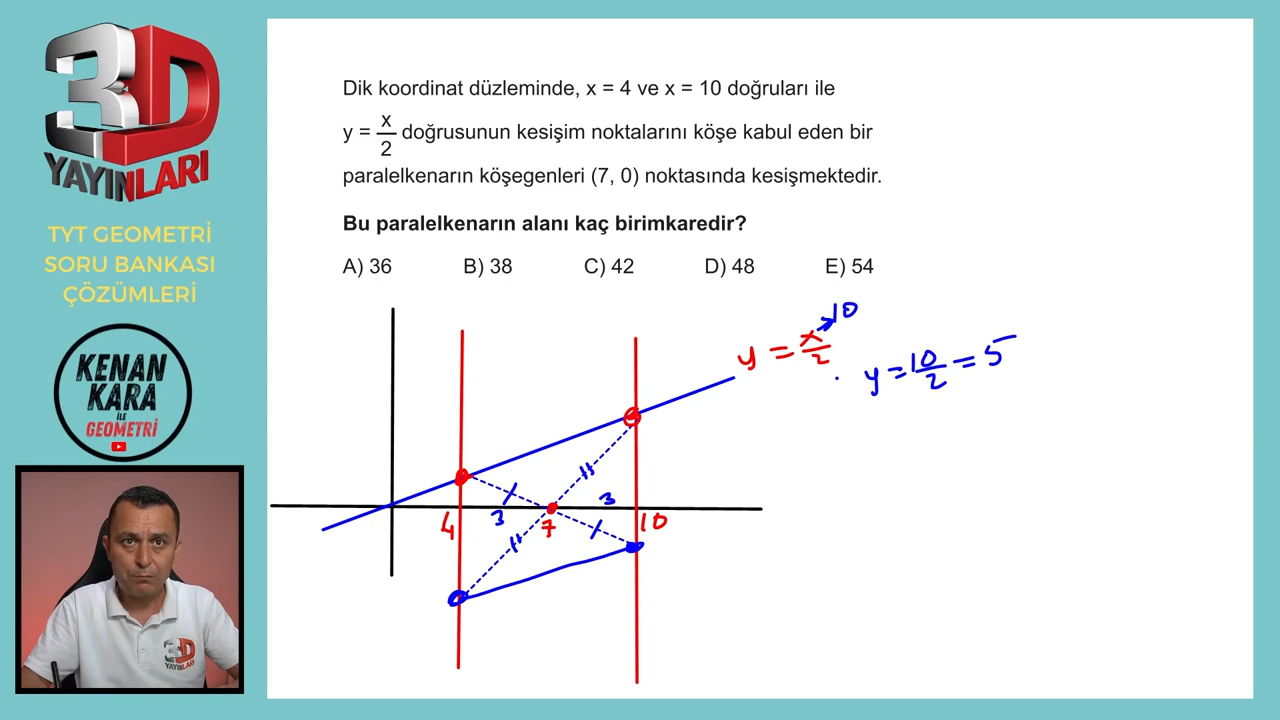 3D
YAYINLARI
TYT GEOMETRİ
SORU BANKASI
ÇÖZÜMLERİ
KENAN
KARA
İLE
GEOMETRİ
3D
YAYINLARI
Dik koordinat düzleminde, x = 4 ve x = 10 doğruları ile
y = x/2 doğrusunun kesişim noktalarını köşe kabul eden bir
paralelkenarın köşegenleri (7, 0) noktasında kesişmektedir.
Bu paralelkenarın alanı kaç birimkaredir?
A) 36 B) 38 C) 42 D) 48 E) 54
10
y = x/2
y = 10/2 = 5
3
4 3 7 10